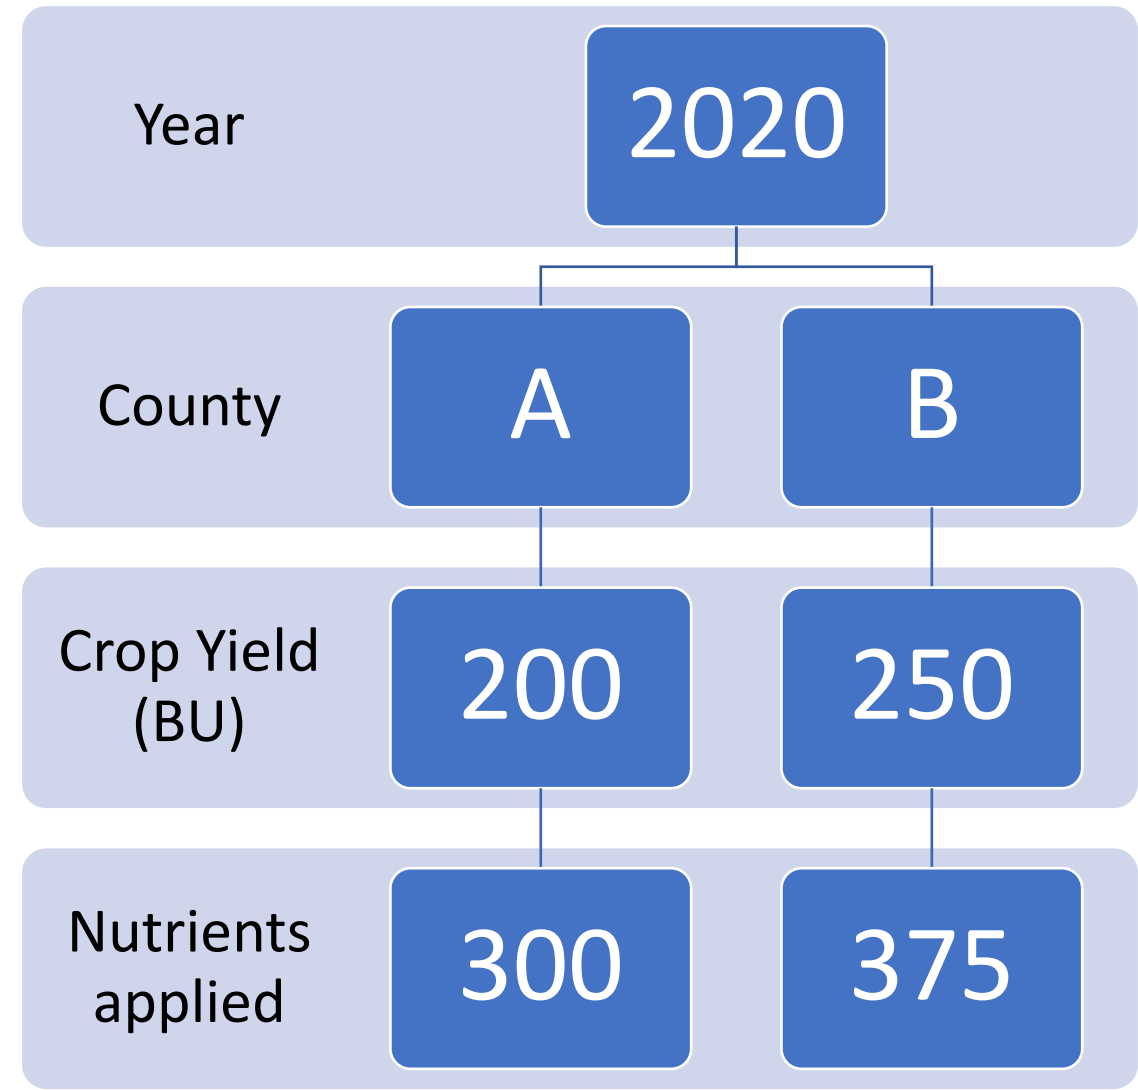 Year
2020
County
A
B
Crop Yield
(BU)
200
250
Nutrients
applied
300
375